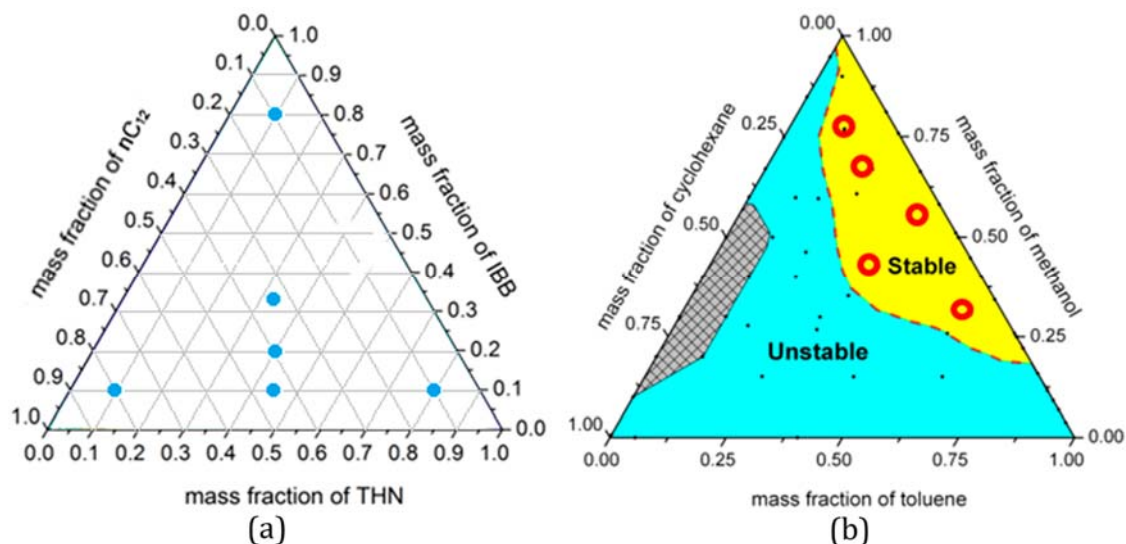 0.0
1.0
0.1
0.9
0.2
0.8
0.3
0.7
0.4
0.6
0.5
0.5
0.6
0.4
0.7
0.3
0.8
0.2
0.9
0.1
1.0
0.0
mass fraction of nC12
mass fraction of IBB
0.0 0.1 0.2 0.3 0.4 0.5 0.6 0.7 0.8 0.9 1.0
mass fraction of THN
(a)
0.00
1.00
0.25
0.75
0.50
0.50
0.75
0.25
1.00
0.00
mass fraction of cyclohexane
mass fraction of methanol
Stable
Unstable
0.00 0.25 0.50 0.75 1.00
mass fraction of toluene
(b)